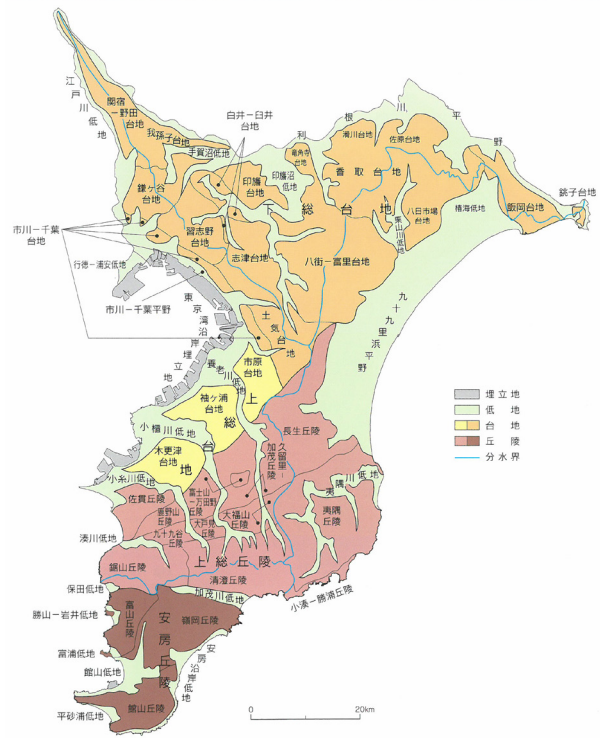 江戸川低地
関宿
－野田
台地
我孫子台地
手賀沼低地
白井－臼井
台地
利根川平野
滑川台地
佐原台地
竜角寺
台地
印旛沼
低地
印旛
台地
香取台地
鎌ヶ谷
台地
下総台地
銚子台地
飯岡台地
椿海低地
八日市場
台地
栗山川低地
市川－千葉
台地
習志野
台地
志津台地
八街－富里台地
行徳－浦安低地
市川－千葉平野
東京湾沿岸埋立地
土気台地
九十九里浜平野
養老川低地
市原
台地
袖ヶ浦
台地
上総台地
小櫃川低地
木更津
台地
小糸川低地
長生丘陵
久留里－
加茂丘陵
夷隅川低地
夷隅
丘陵
佐貫丘陵
富士山
－万田野
丘陵
鹿野山
丘陵
大戸見
丘陵
大福山
丘陵
九十九谷
丘陵
湊川低地
上総丘陵
鋸山丘陵
清澄丘陵
小湊－勝浦丘陵
保田低地
加茂川低地
勝山－岩井低地
富山丘陵
安房丘陵
嶺岡丘陵
富浦低地
館山低地
安房沿岸低地
平砂浦低地
館山丘陵
埋立地
低地
台地
丘陵
分水界
0
20km